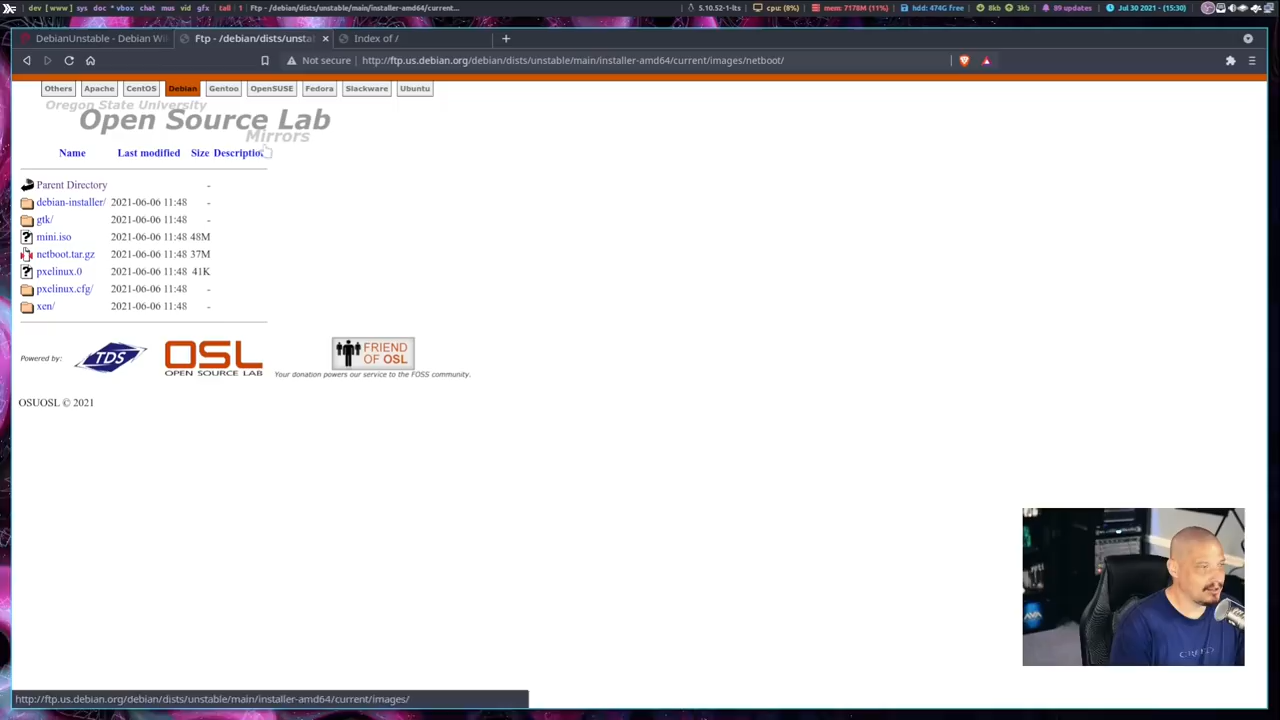 dev [ www ] sys doc * vbox chat mus vid gfx | tall | 1 | Ftp - /debian/dists/unstable/main/installer-amd64/current...
5.10.52-1-lts | cpu: (8%) | mem: 7178M (11%) | hdd: 474G free | 8kb 3kb | 89 updates | Jul 30 2021 - (15:30)
DebianUnstable - Debian Wi
Ftp - /debian/dists/unsta
Index of /
Not secure | http://ftp.us.debian.org/debian/dists/unstable/main/installer-amd64/current/images/netboot/
Others Apache CentOS Debian Gentoo OpenSUSE Fedora Slackware Ubuntu
Oregon State University
Open Source Lab
Mirrors
Name Last modified Size Description
Parent Directory -
debian-installer/ 2021-06-06 11:48 -
gtk/ 2021-06-06 11:48 -
mini.iso 2021-06-06 11:48 48M
netboot.tar.gz 2021-06-06 11:48 37M
pxelinux.0 2021-06-06 11:48 41K
pxelinux.cfg/ 2021-06-06 11:48 -
xen/ 2021-06-06 11:48 -
Powered by:
TDS
OSL
OPEN SOURCE LAB
FRIEND
OF OSL
Your donation powers our service to the FOSS community.
OSUOSL © 2021
http://ftp.us.debian.org/debian/dists/unstable/main/installer-amd64/current/images/